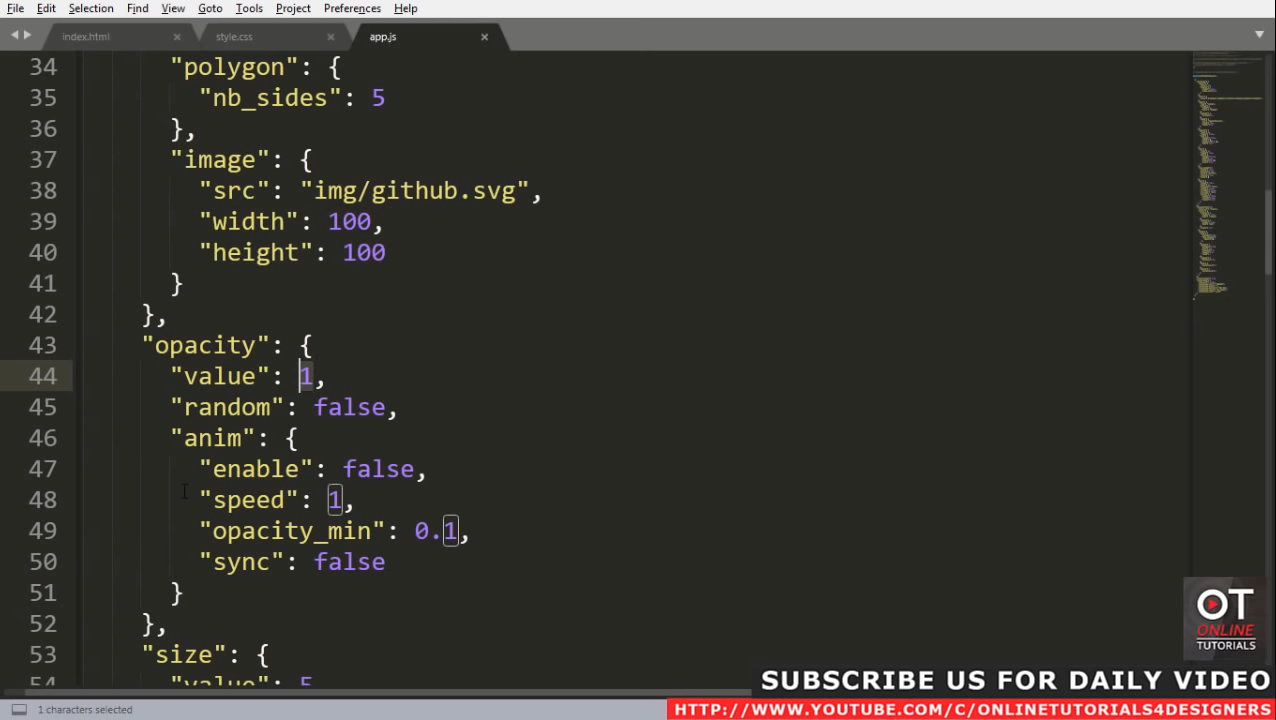 File Edit Selection Find View Goto Tools Project Preferences Help
index.html style.css app.js
34 "polygon": {
35 "nb_sides": 5
36 },
37 "image": {
38 "src": "img/github.svg",
39 "width": 100,
40 "height": 100
41 }
42 },
43 "opacity": {
44 "value": 1,
45 "random": false,
46 "anim": {
47 "enable": false,
48 "speed": 1,
49 "opacity_min": 0.1,
50 "sync": false
51 }
52 },
53 "size": {
54 "value": 5
OT
ONLINE
TUTORIALS
SUBSCRIBE US FOR DAILY VIDEO
1 characters selected
HTTP://WWW.YOUTUBE.COM/C/ONLINETUTORIALS4DESIGNERS